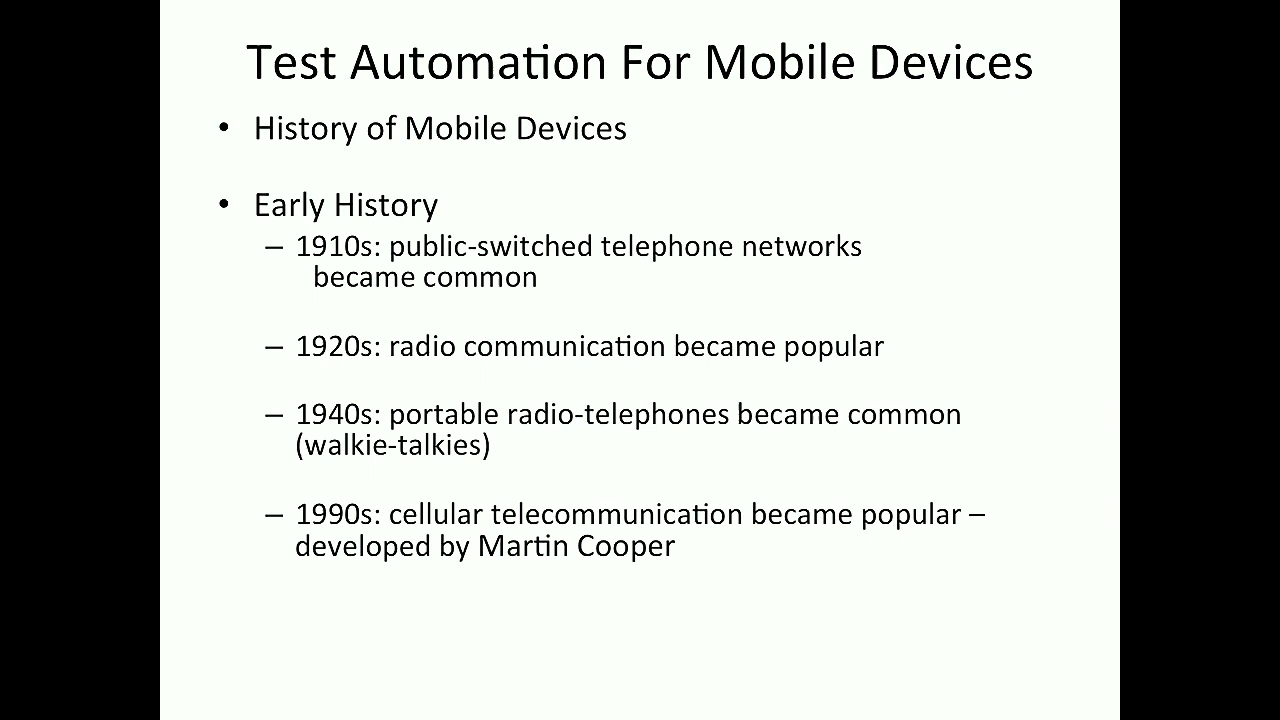 Test Automation For Mobile Devices
• History of Mobile Devices
• Early History
– 1910s: public-switched telephone networks
became common
– 1920s: radio communication became popular
– 1940s: portable radio-telephones became common
(walkie-talkies)
– 1990s: cellular telecommunication became popular –
developed by Martin Cooper